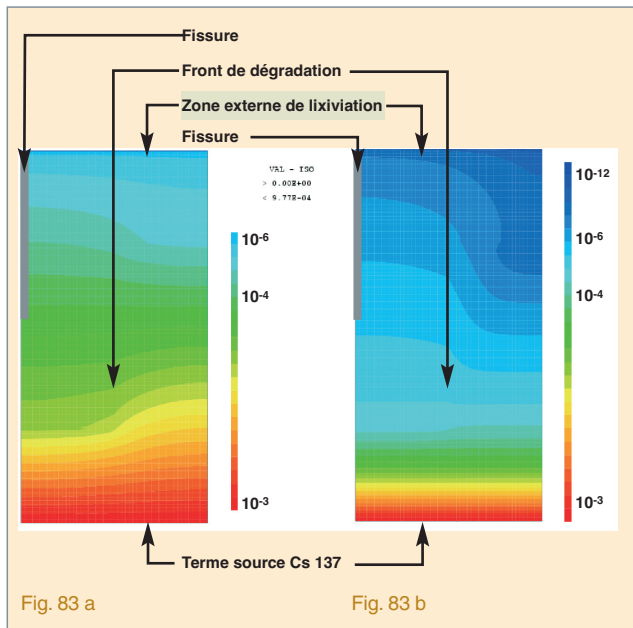 Fissure
Front de dégradation
Zone externe de lixiviation
Fissure
VAL - ISO
> 0.00E+00
< 9.77E-04
10-6
10-4
10-3
10-12
10-6
10-4
10-3
Terme source Cs 137
Fig. 83 a
Fig. 83 b